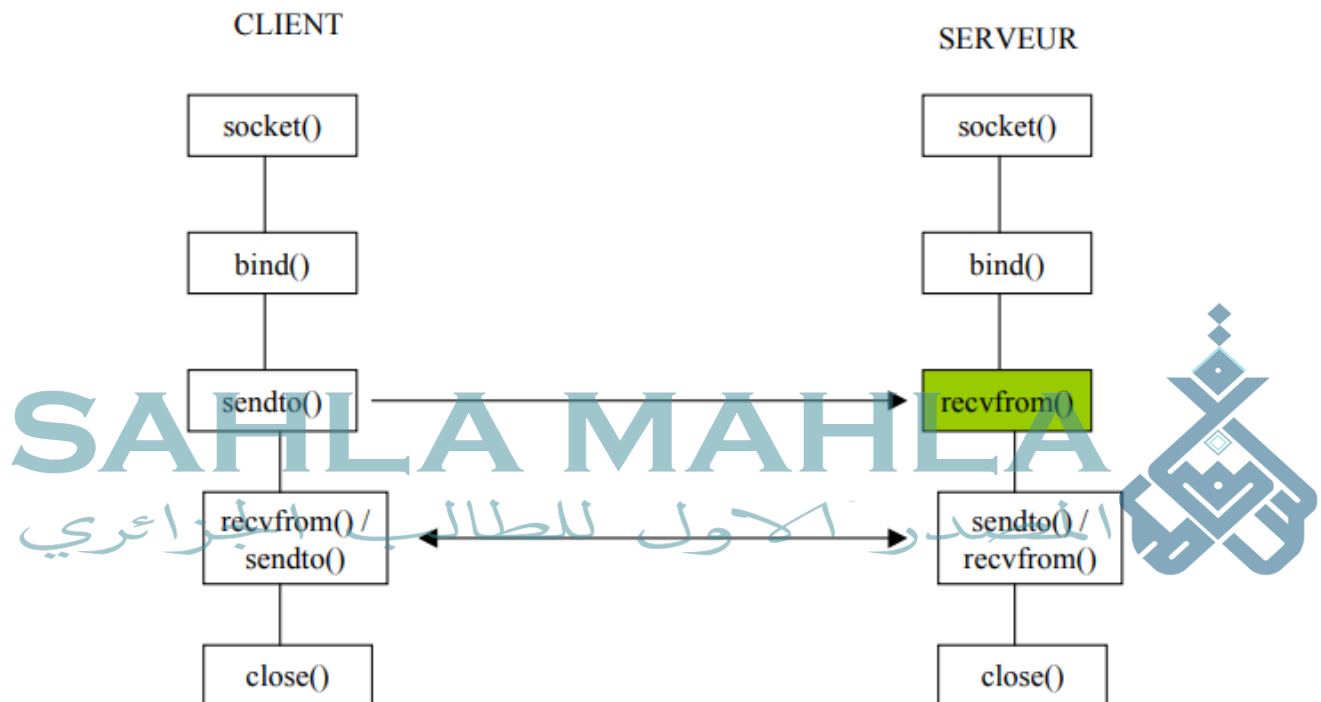 CLIENT
SERVEUR
socket()
socket()
bind()
bind()
sendto()
recvfrom()
SAHLA MAHLA
المصدر الاول للطالب الجزائري
recvfrom() /
sendto()
sendto() /
recvfrom()
close()
close()